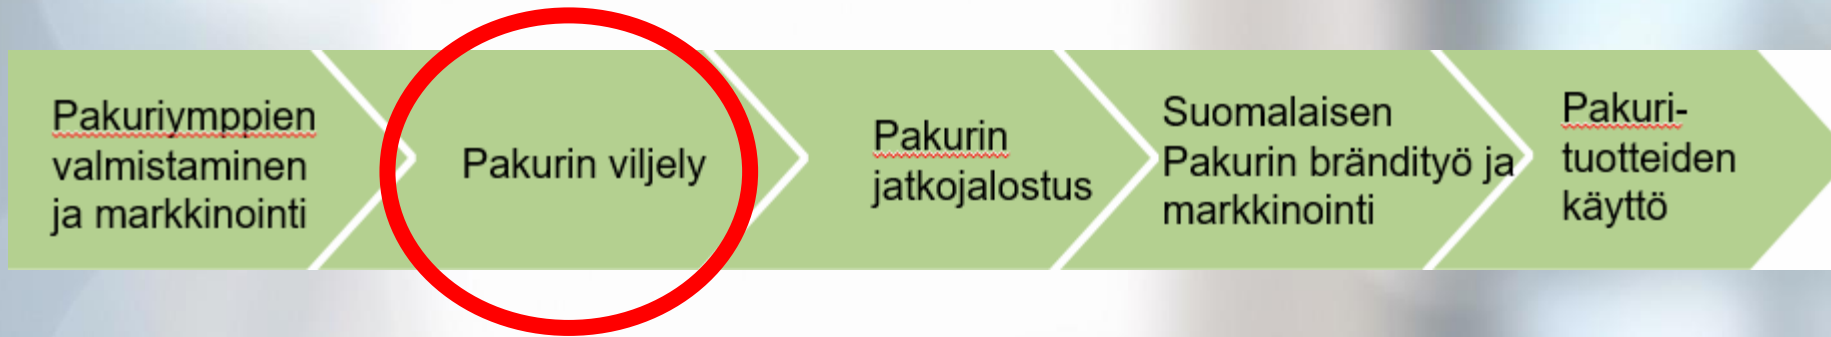 Pakuriymppien
valmistaminen
ja markkinointi
Pakurin viljely
Pakurin
jatkojalostus
Suomalaisen
Pakurin brändityö ja
markkinointi
Pakuri-
tuotteiden
käyttö